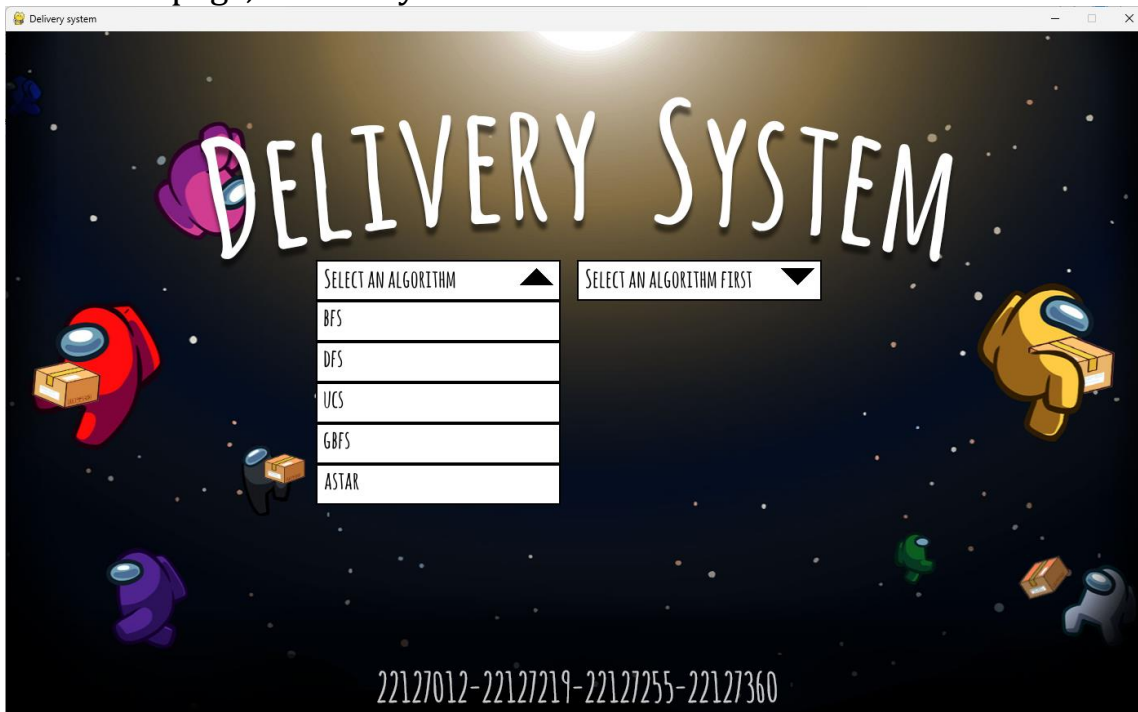 Delivery system
DELIVERY SYSTEM
SELECT AN ALGORITHM
SELECT AN ALGORITHM FIRST
BFS
DFS
UCS
GBFS
ASTAR
22127012-22127219-22127255-22127360